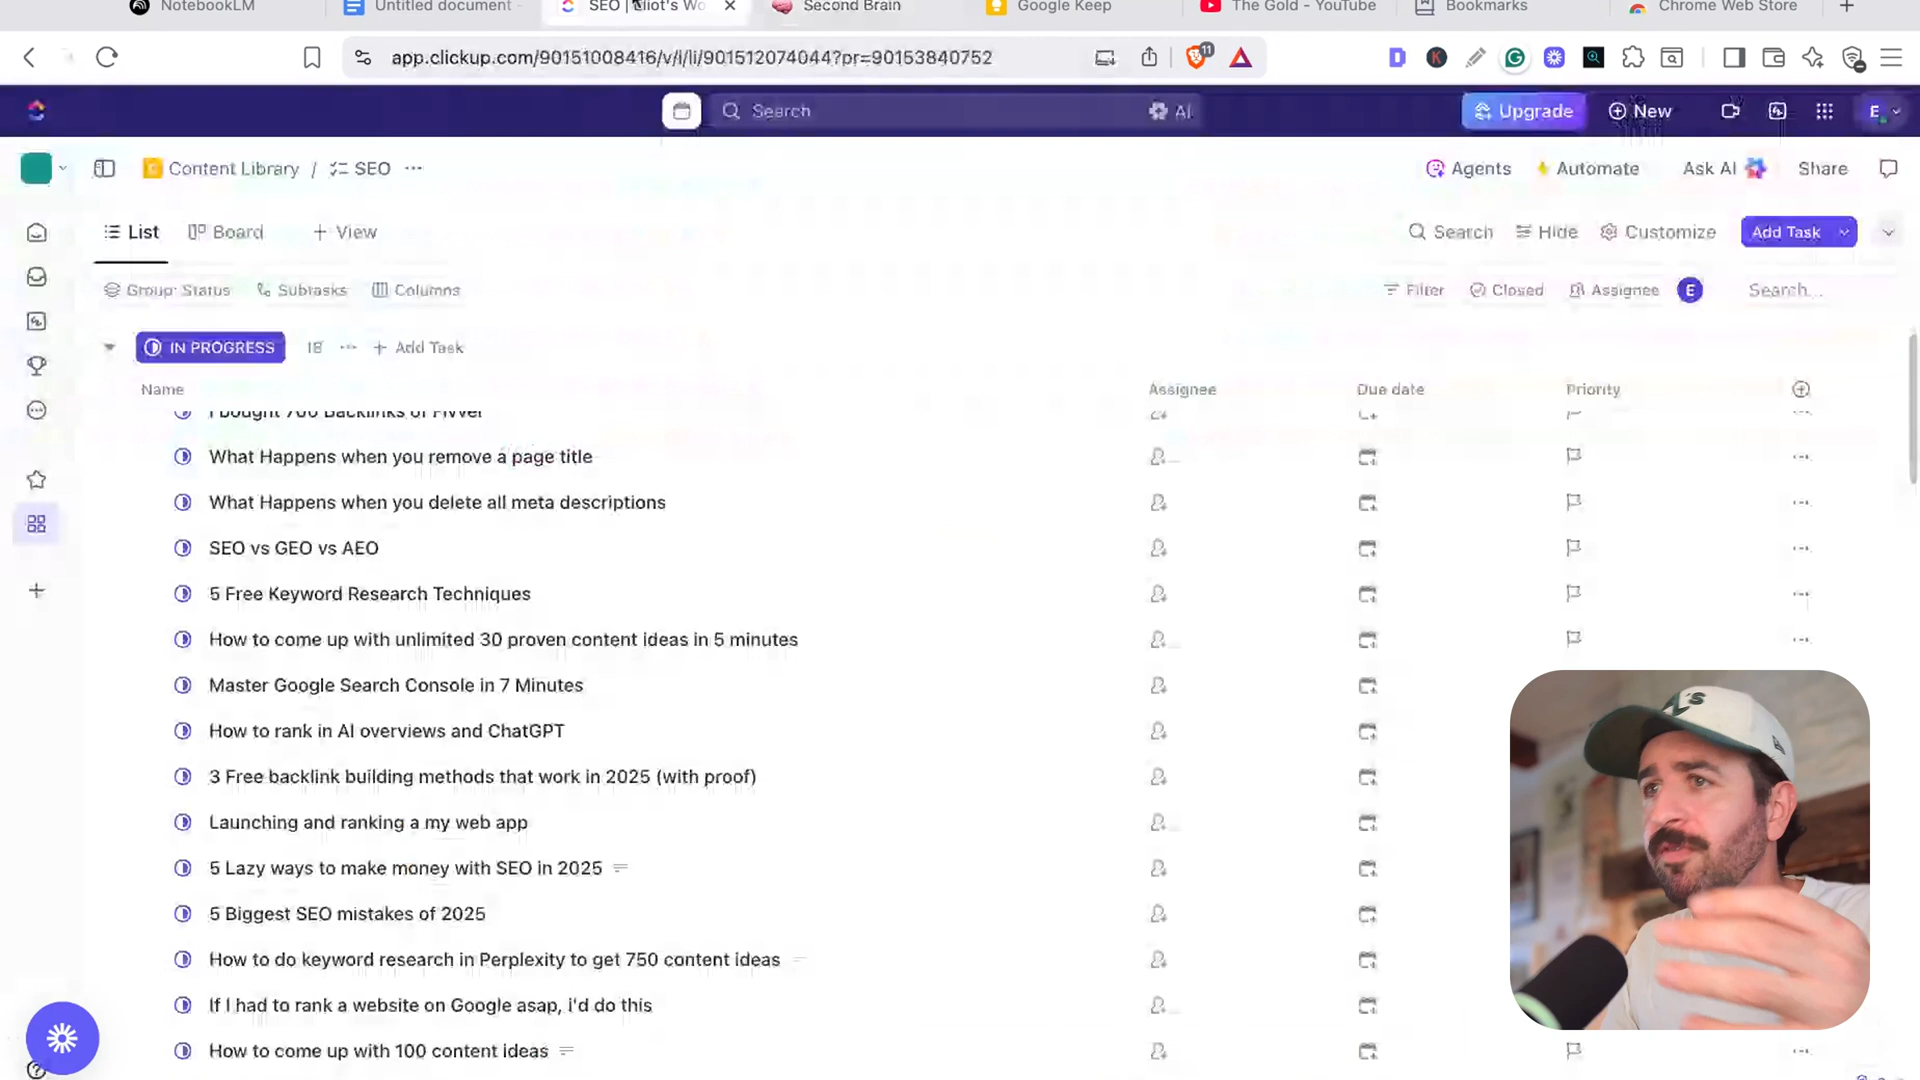 NotebookLM
Untitled document
SEO | Eliot's Wo
Second Brain
Google Keep
The Gold - YouTube
Bookmarks
Chrome Web Store
app.clickup.com/90151008416/v/l/li/901512074044?pr=90153840752
11
Search
AI
Upgrade
New
E
Content Library / SEO
Agents
Automate
Ask AI
Share
List
Board
+ View
Search
Hide
Customize
Add Task
Group: Status
Subtasks
Columns
Filter
Closed
Assignee
E
Search...
IN PROGRESS
18
+ Add Task
Name
Assignee
Due date
Priority
I bought 700 Backlinks of Fivver
What Happens when you remove a page title
What Happens when you delete all meta descriptions
SEO vs GEO vs AEO
5 Free Keyword Research Techniques
How to come up with unlimited 30 proven content ideas in 5 minutes
Master Google Search Console in 7 Minutes
How to rank in AI overviews and ChatGPT
3 Free backlink building methods that work in 2025 (with proof)
Launching and ranking a my web app
5 Lazy ways to make money with SEO in 2025
5 Biggest SEO mistakes of 2025
How to do keyword research in Perplexity to get 750 content ideas
If I had to rank a website on Google asap, i'd do this
How to come up with 100 content ideas